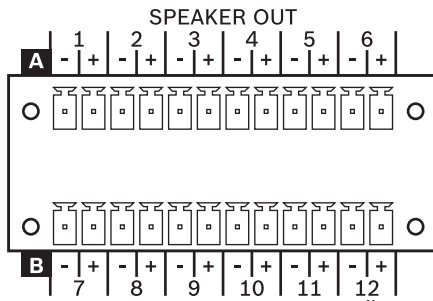 SPEAKER OUT
1 2 3 4 5 6
A - + - + - + - + - + - +
B - + - + - + - + - + - +
7 8 9 10 11 12